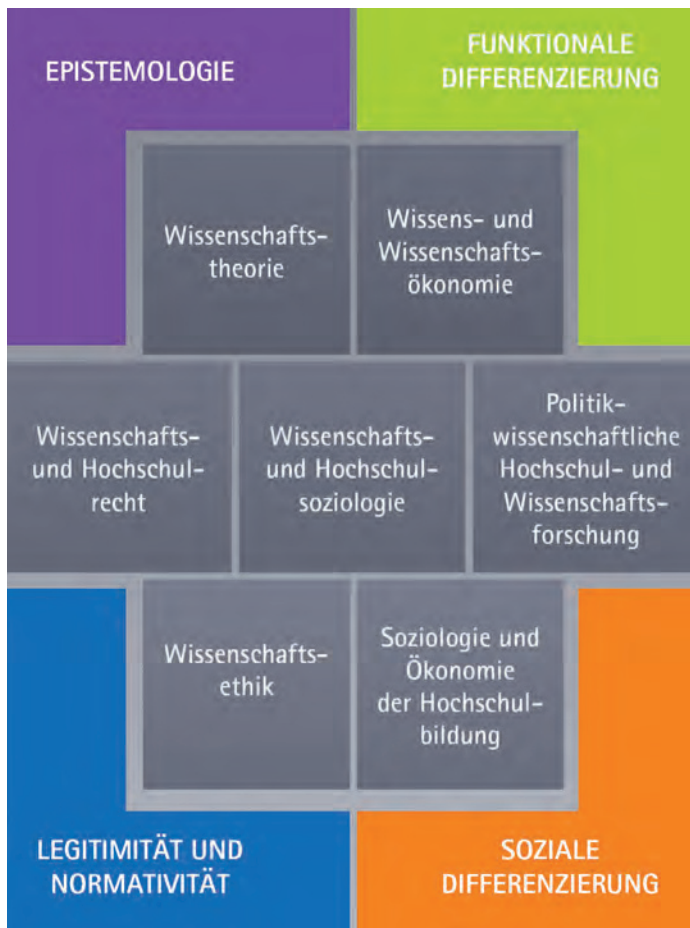 EPISTEMOLOGIE
FUNKTIONALE
DIFFERENZIERUNG
Wissenschafts-
theorie
Wissens- und
Wissenschafts-
ökonomie
Wissenschafts-
und Hochschul-
recht
Wissenschafts-
und Hochschul-
soziologie
Politik-
wissenschaftliche
Hochschul- und
Wissenschafts-
forschung
Wissenschafts-
ethik
Soziologie und
Ökonomie
der Hochschul-
bildung
LEGITIMITÄT UND
NORMATIVITÄT
SOZIALE
DIFFERENZIERUNG